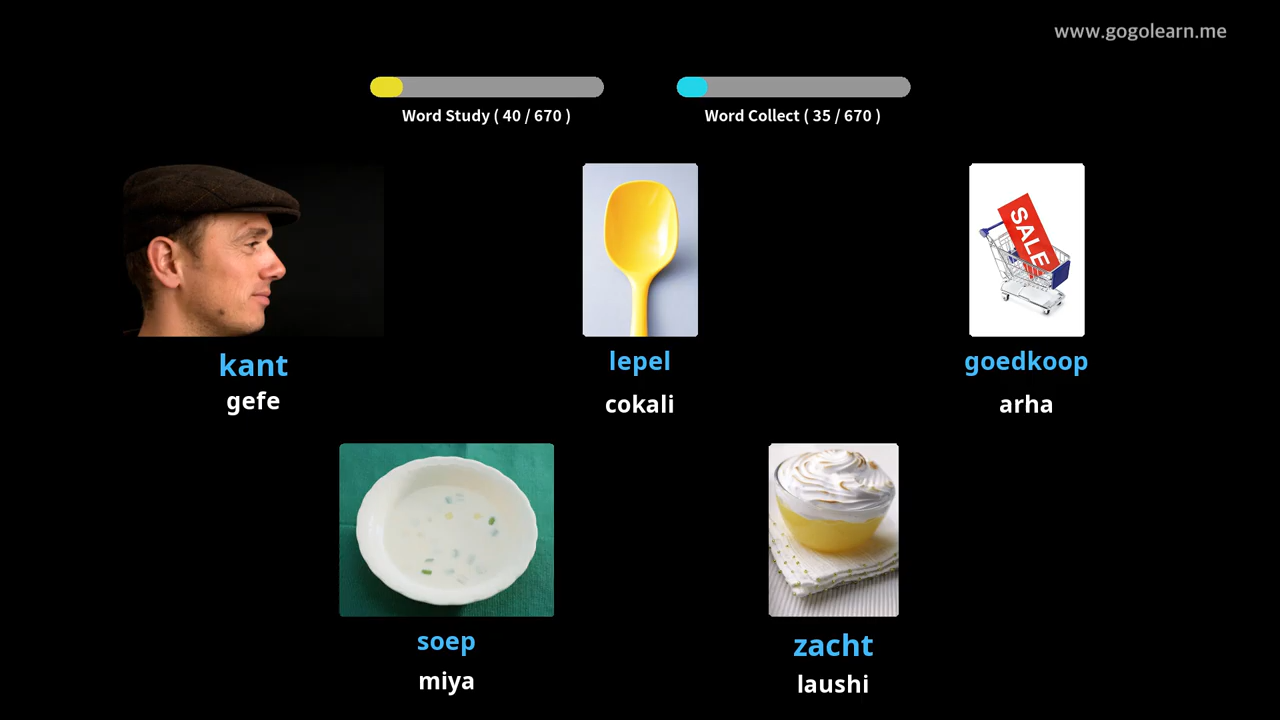 www.gogolearn.me
Word Study ( 40 / 670 )
Word Collect ( 35 / 670 )
SALE
kant
gefe
lepel
cokali
goedkoop
arha
soep
miya
zacht
laushi